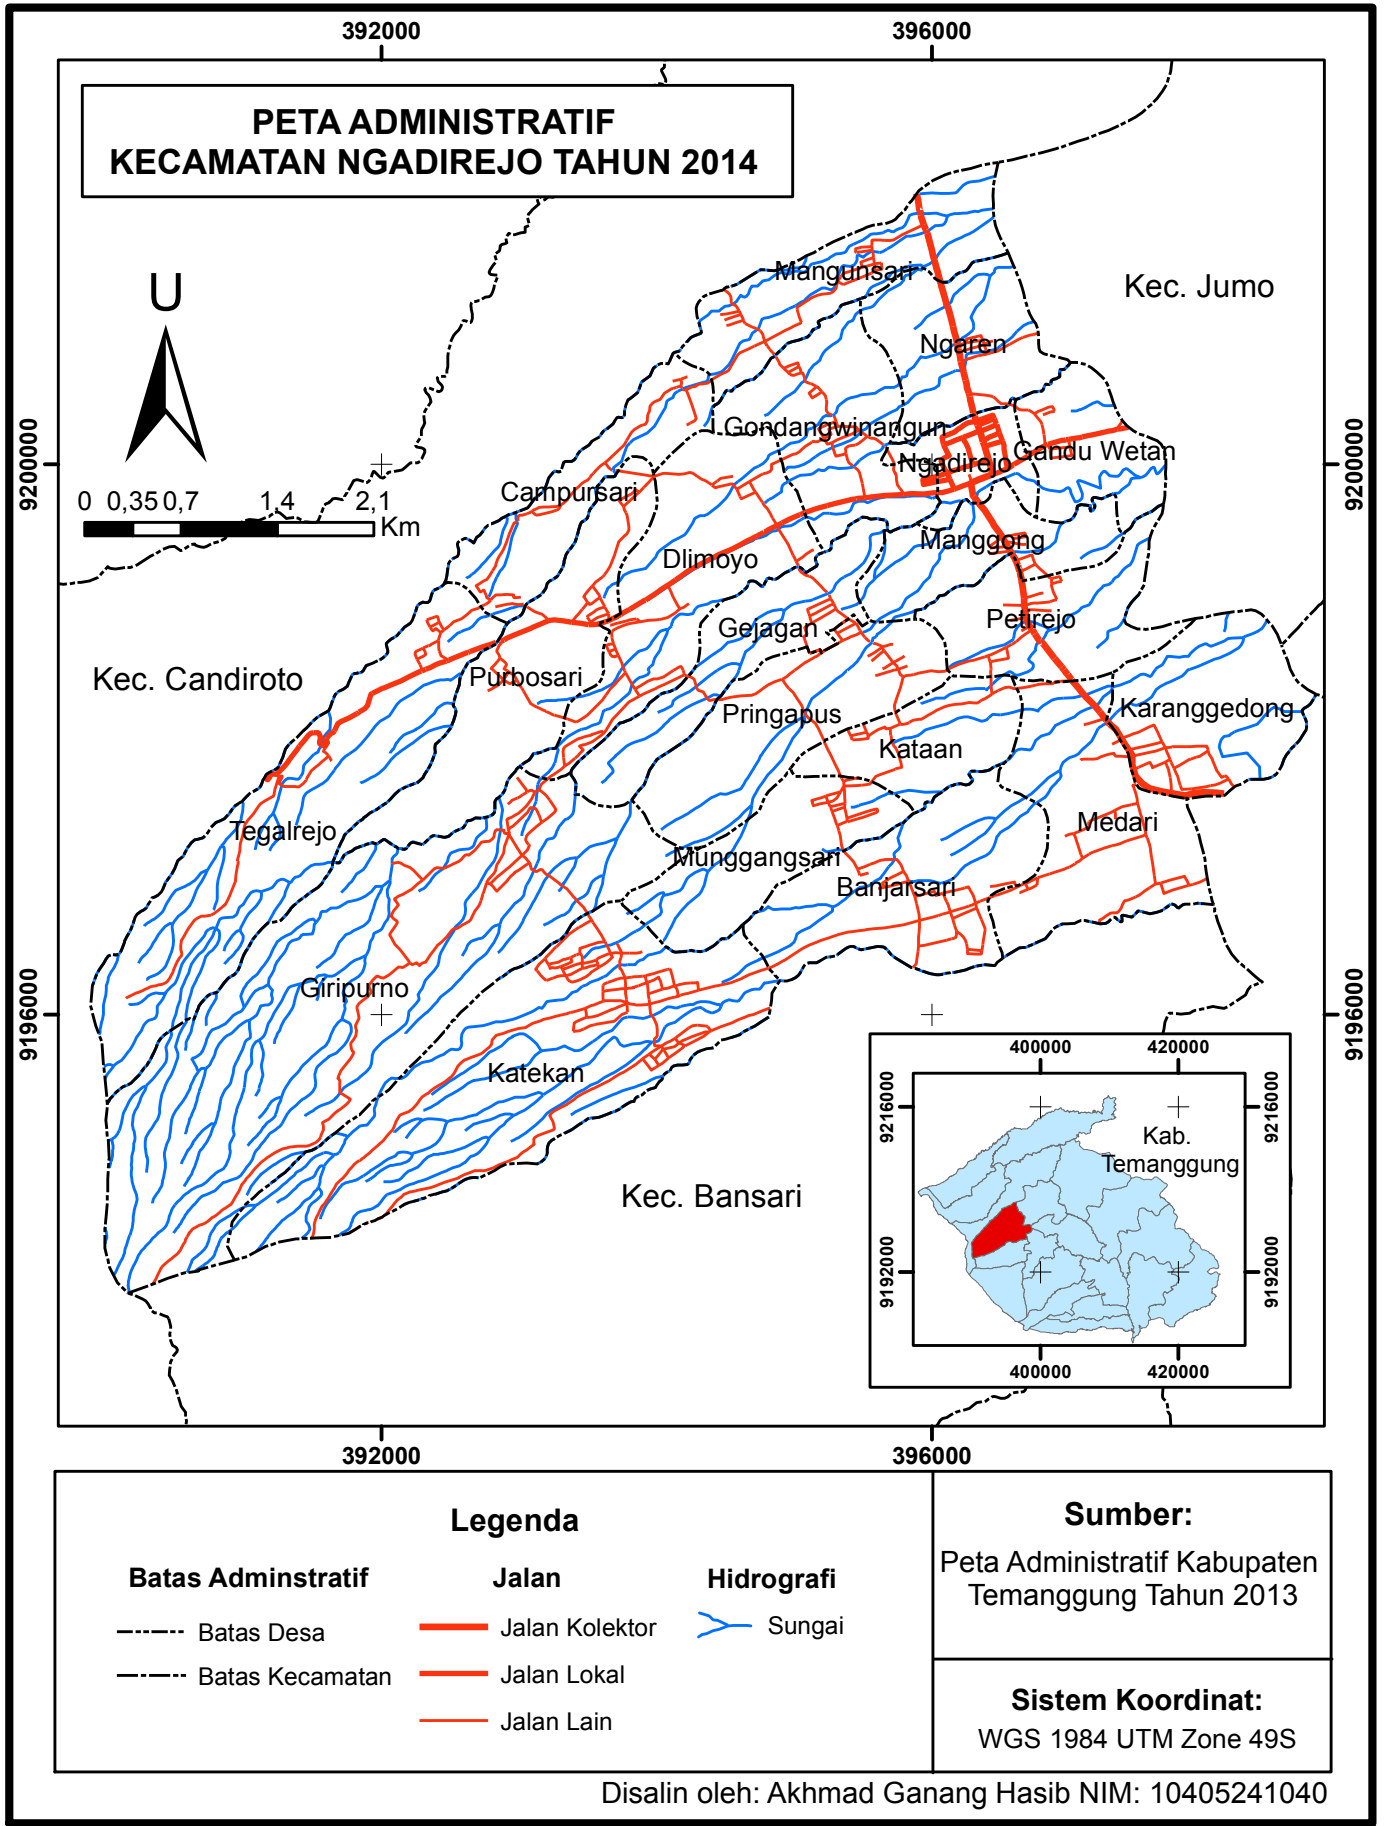 392000
396000
PETA ADMINISTRATIF
KECAMATAN NGADIREJO TAHUN 2014
U
Mangunsari
Kec. Jumo
Ngaren
9200000
9200000
Gondangwinangun
Ngadirejo
Gandu Wetan
Campursari
0 0,35 0,7 1.4 2,1
Km
Manggong
Dlimoyo
Petirejo
Gejagan
Kec. Candiroto
Purbosari
Pringapus
Karanggedong
Kataan
Tegalrejo
Medari
Munggangsari
Banjarsari
Giripurno
9196000
9196000
Katekan
Kec. Bansari
400000
420000
9216000
9216000
Kab.
Temanggung
9192000
9192000
400000
420000
392000
396000
Legenda
Batas Adminstratif
Batas Desa
Batas Kecamatan
Jalan
Jalan Kolektor
Jalan Lokal
Jalan Lain
Hidrografi
Sungai
Sumber:
Peta Administratif Kabupaten
Temanggung Tahun 2013
Sistem Koordinat:
WGS 1984 UTM Zone 49S
Disalin oleh: Akhmad Ganang Hasib NIM: 10405241040